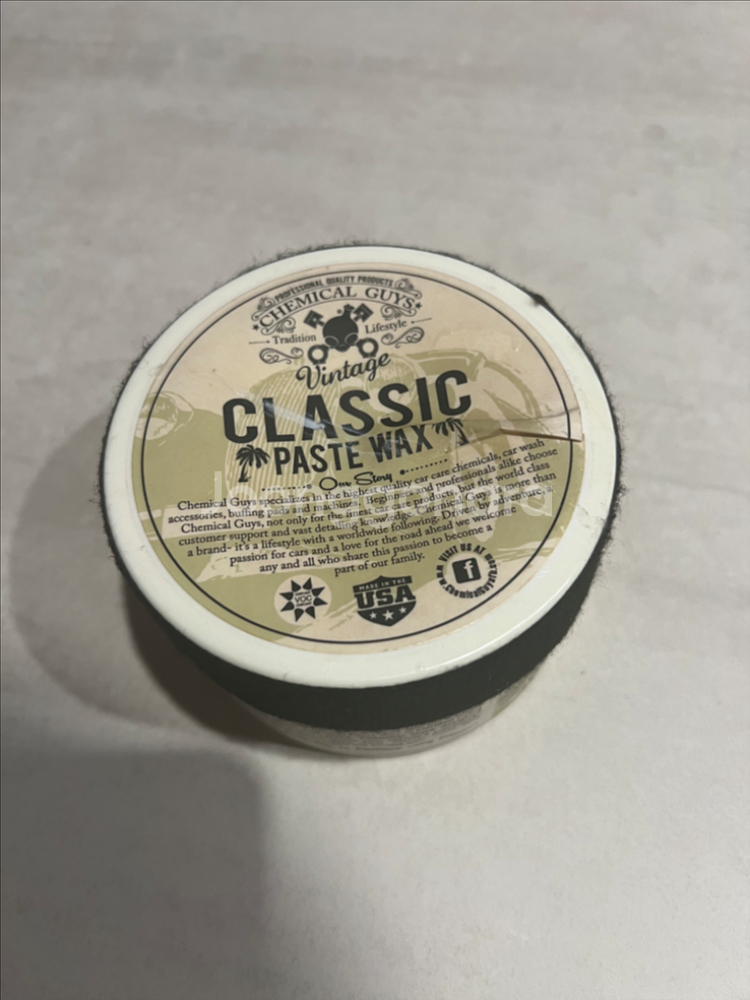 PROFESSIONAL QUALITY PRODUCTS
CHEMICAL GUYS
Tradition Lifestyle
Vintage
CLASSIC
PASTE WAX
Our Story
Chemical Guys specializes in the highest quality car care chemicals, car wash
accessories, buffing pads and machines. Beginners and professionals alike choose
Chemical Guys, not only for the finest car care products, but the world class
customer support and vast detailing knowledge. Chemical Guys is more than
a brand- it's a lifestyle with a worldwide following. Driven by adventure,
passion for cars and a love for the road ahead we welcome
any and all who share this passion to become a
part of our family.
VOC
MADE IN THE
USA
VISIT US AT
f